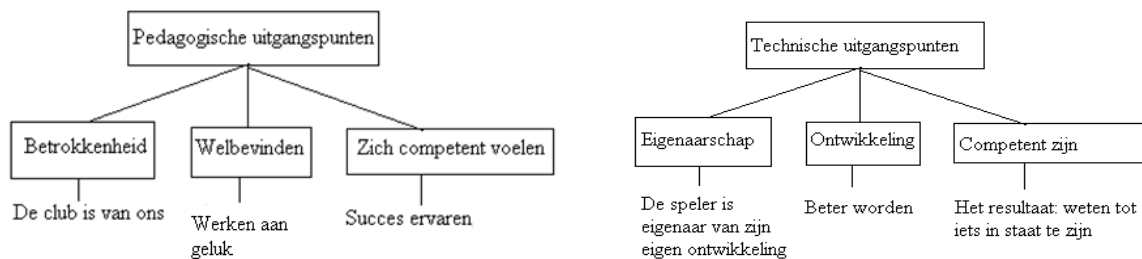 Pedagogische uitgangspunten
Betrokkenheid
Welbevinden
Zich competent voelen
De club is van ons
Werken aan
geluk
Succes ervaren
Technische uitgangspunten
Eigenaarschap
Ontwikkeling
Competent zijn
De speler is
eigenaar van zijn
eigen ontwikkeling
Beter worden
Het resultaat: weten tot
iets in staat te zijn